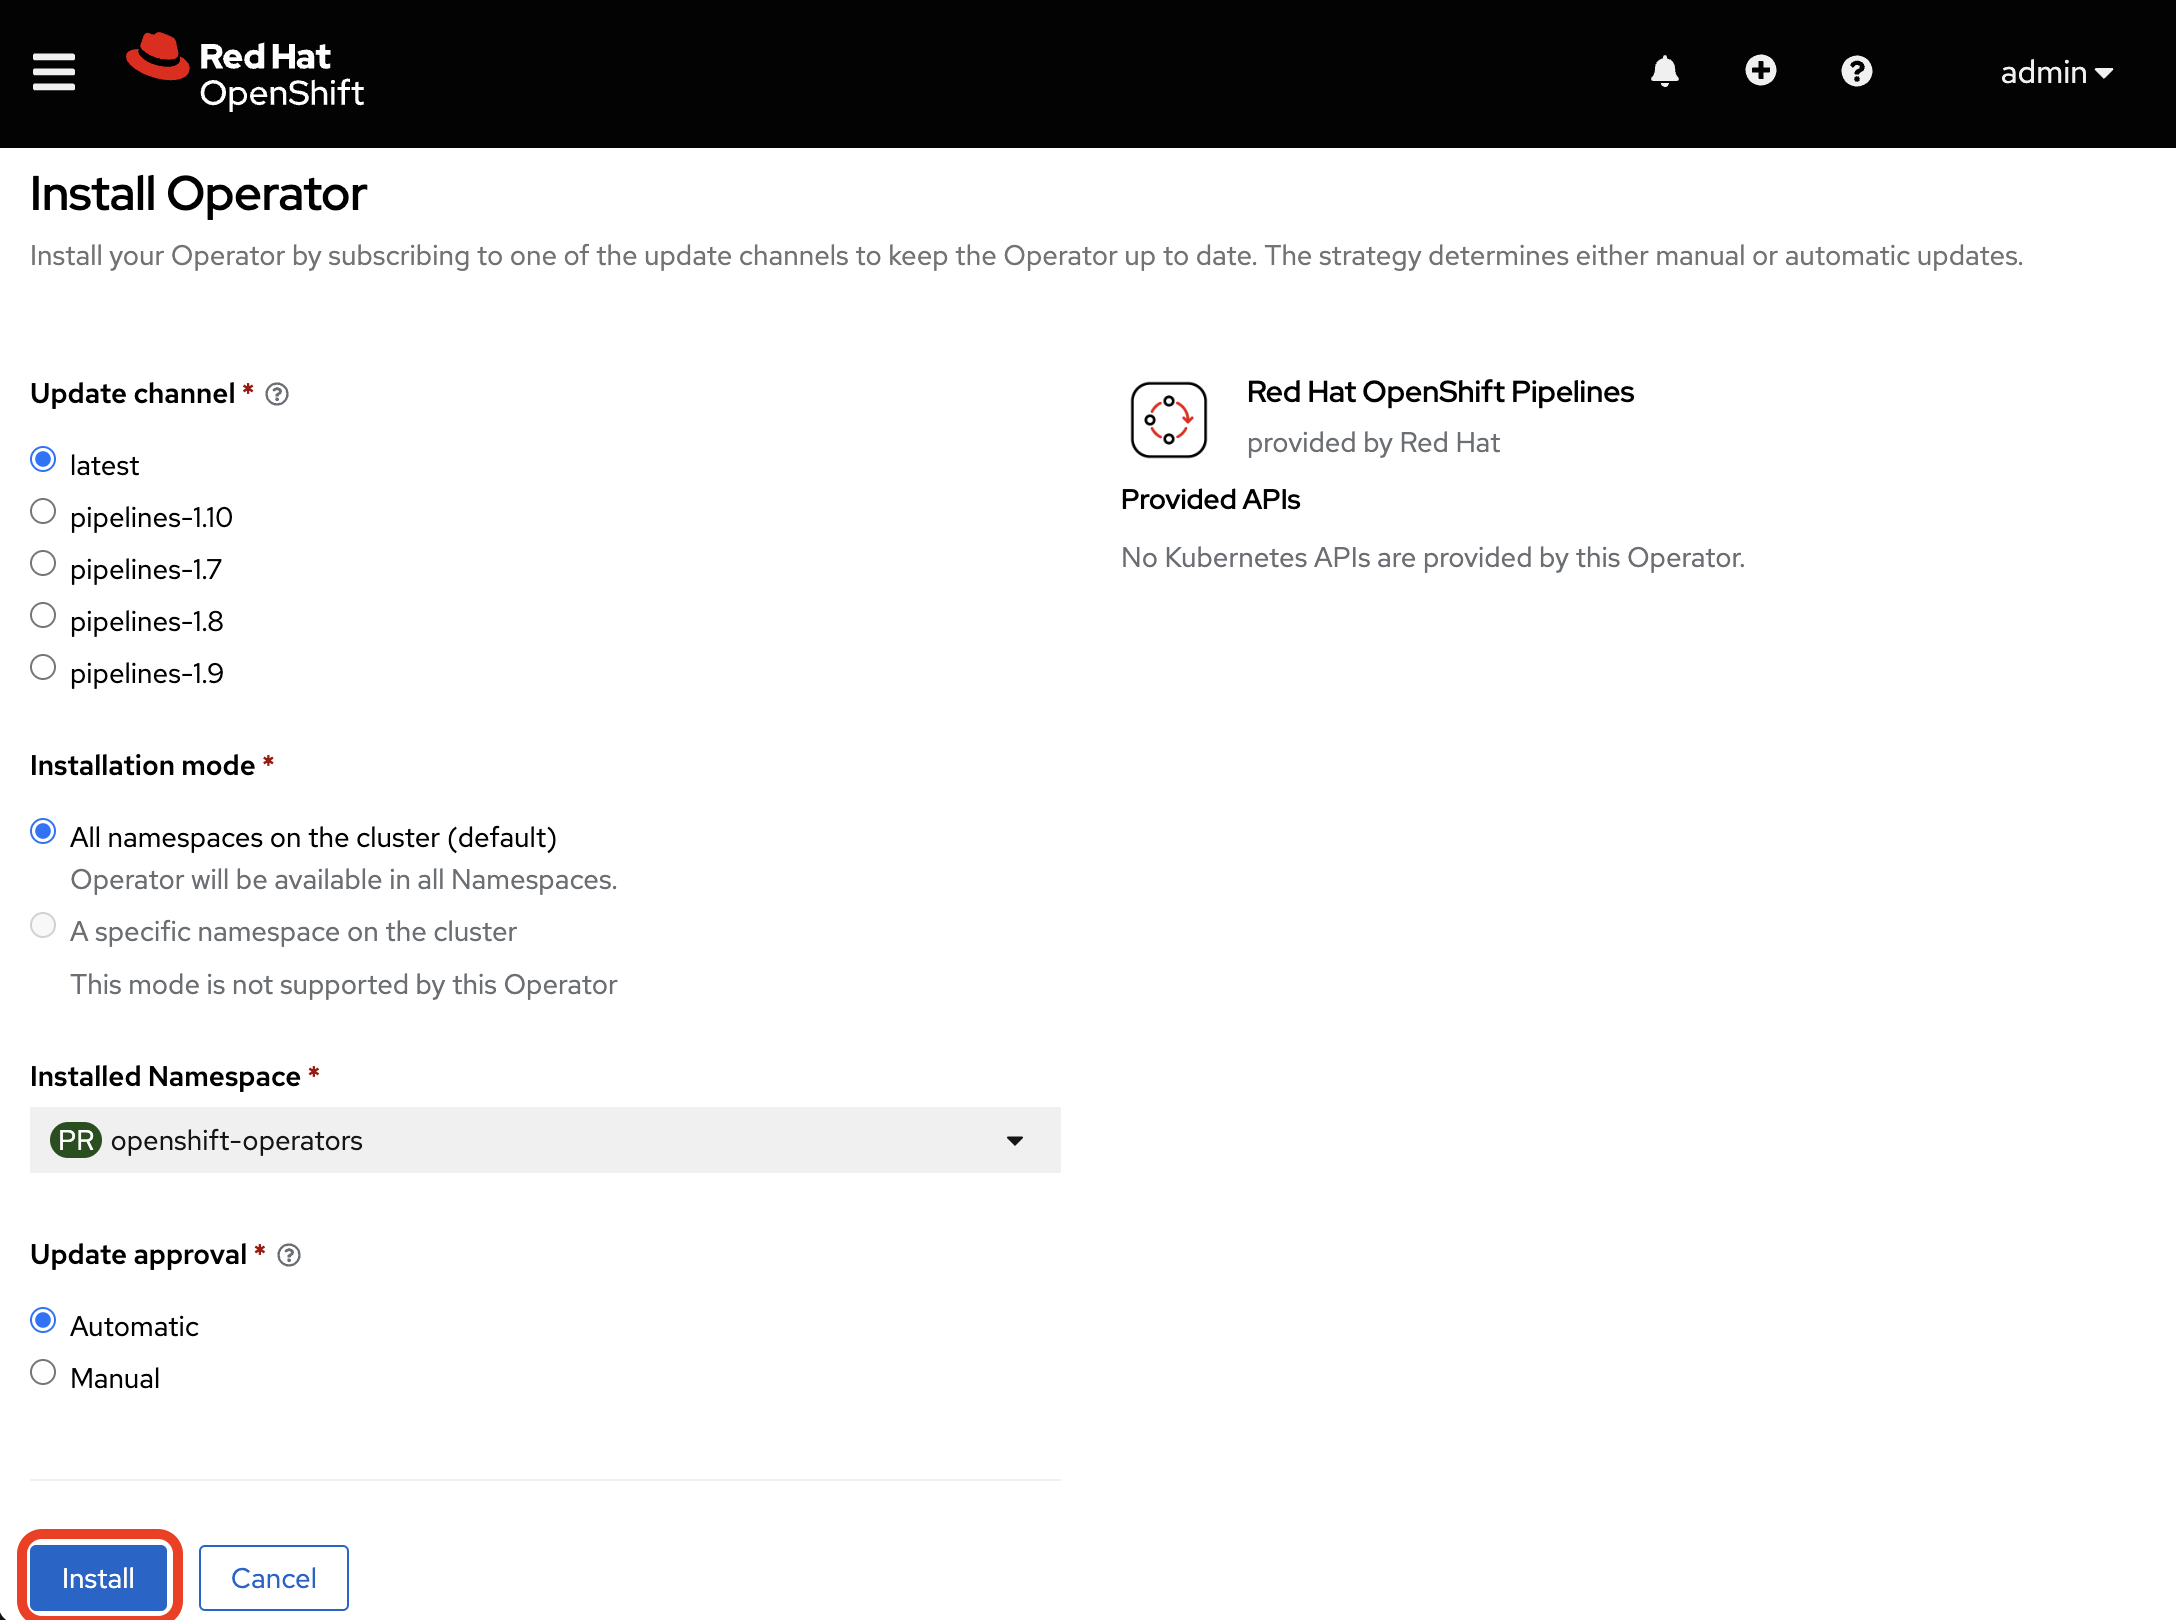 Red Hat
OpenShift
admin
Install Operator
Install your Operator by subscribing to one of the update channels to keep the Operator up to date. The strategy determines either manual or automatic updates.
Update channel *
latest
pipelines-1.10
pipelines-1.7
pipelines-1.8
pipelines-1.9
Installation mode *
All namespaces on the cluster (default)
Operator will be available in all Namespaces.
A specific namespace on the cluster
This mode is not supported by this Operator
Installed Namespace *
PR openshift-operators
Update approval *
Automatic
Manual
Install
Cancel
Red Hat OpenShift Pipelines
provided by Red Hat
Provided APIs
No Kubernetes APIs are provided by this Operator.